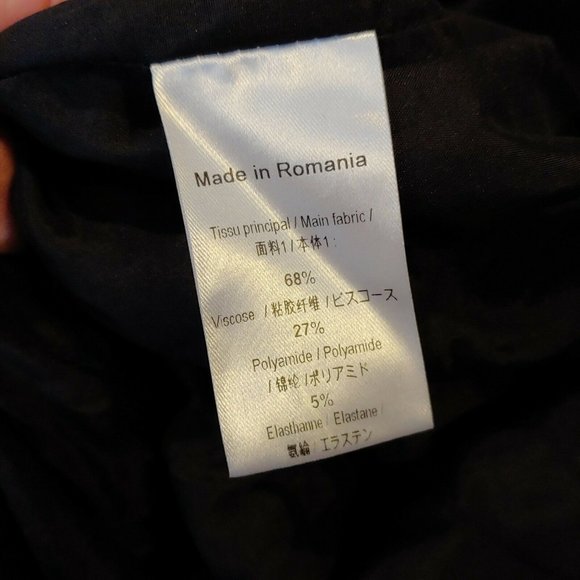 Made in Romania
Tissu principal / Main fabric /
面料1 / 本体1 :
68%
Viscose / 粘胶纤维 / ビスコース
27%
Polyamide / Polyamide
/ 锦纶 / ポリアミド
5%
Elasthanne / Elastane /
氨綸 / エラステン